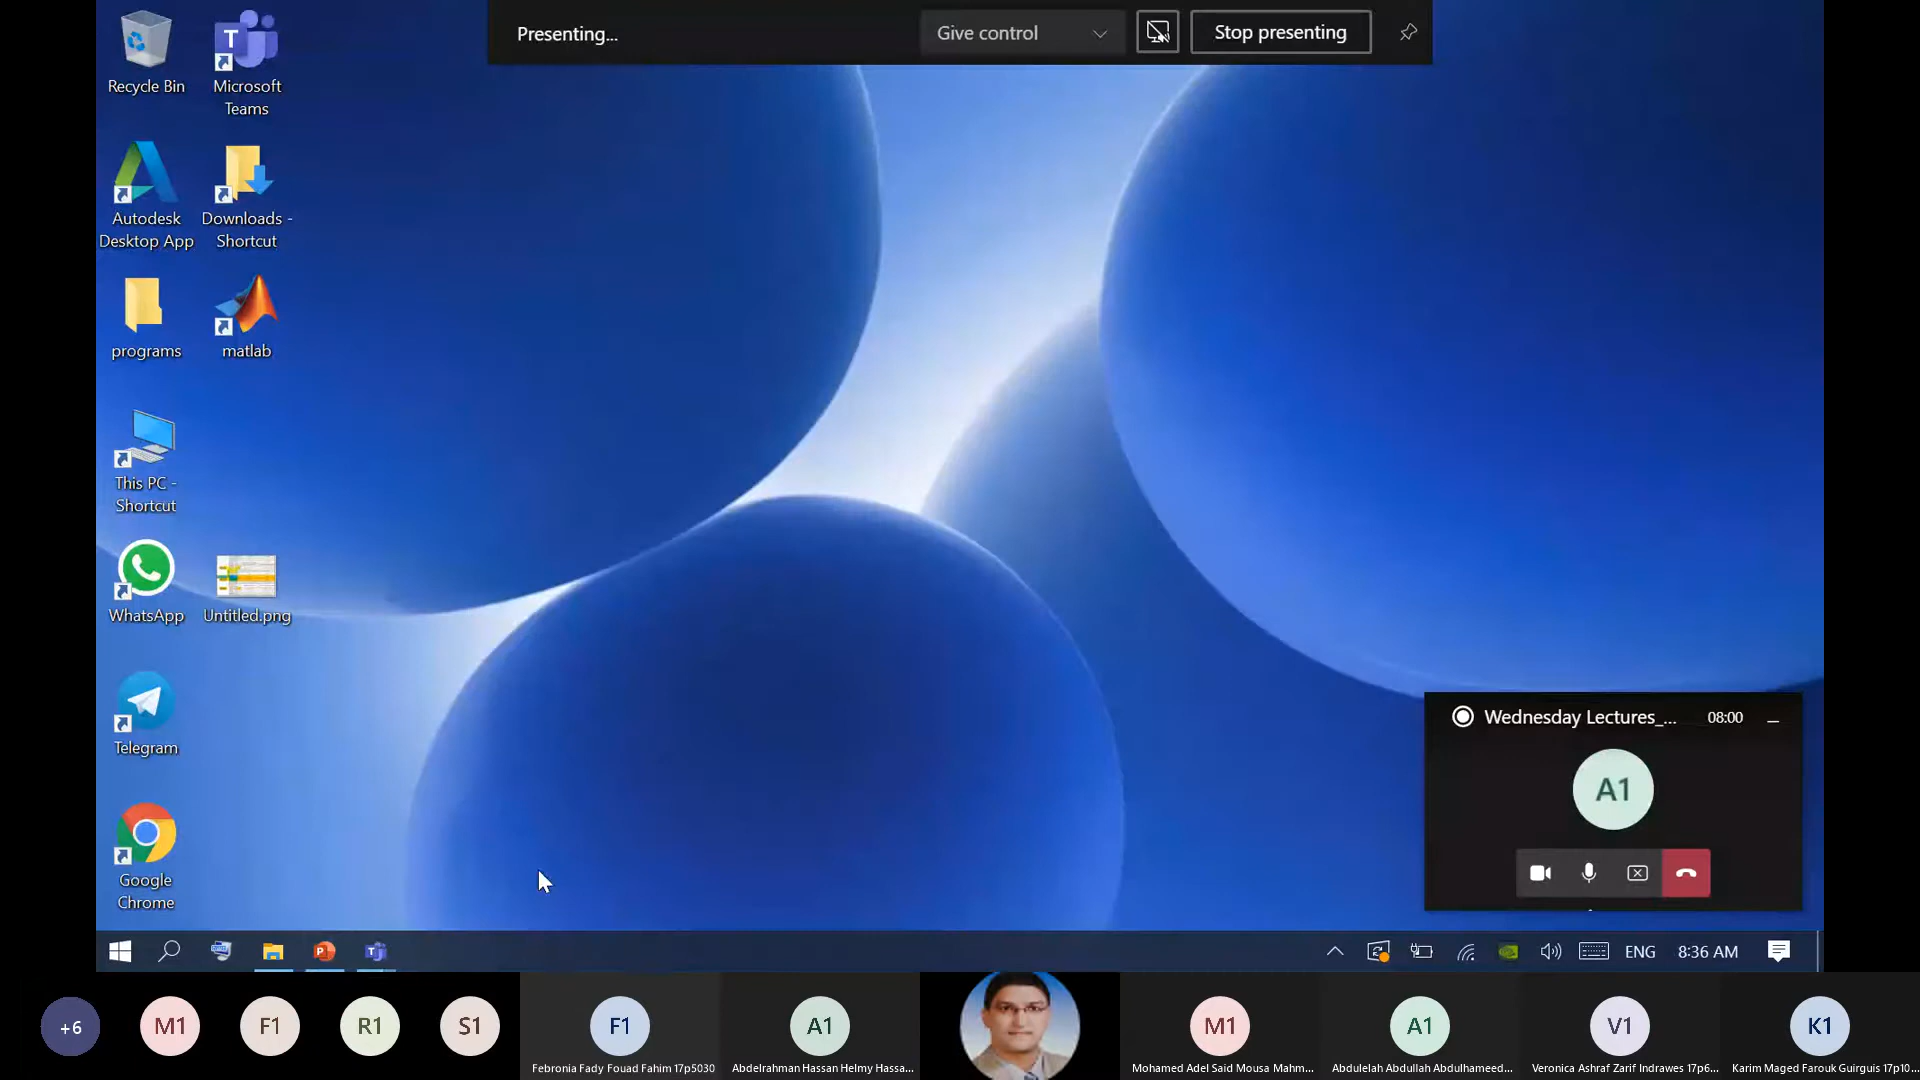 Presenting...
Give control
Stop presenting
Recycle Bin
Microsoft
Teams
Autodesk
Desktop App
Downloads -
Shortcut
programs
matlab
This PC -
Shortcut
WhatsApp
Untitled.png
Telegram
Google
Chrome
Wednesday Lectures_...
08:00
A1
ENG
8:36 AM
+6
M1
F1
R1
S1
F1
A1
M1
A1
V1
K1
Febronia Fady Fouad Fahim 17p5030
Abdelrahman Hassan Helmy Hassa...
Mohamed Adel Said Mousa Mahm...
Abdulelah Abdullah Abdulhameed...
Veronica Ashraf Zarif Indrawes 17p6...
Karim Maged Farouk Guirguis 17p10...